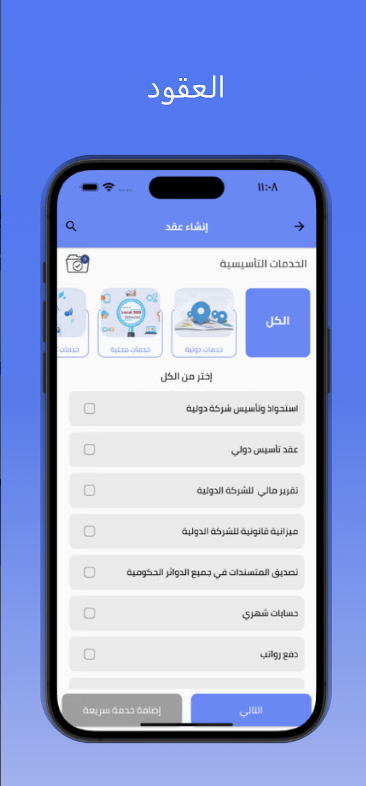 العقود
١١:٠٨
إنشاء عقد
الخدمات التأسيسية
الكل
خدمات دولية
خدمات محلية
خدمات
إختر من الكل
استحواذ وتأسيس شركة دولية
عقد تأسيس دولي
تقرير مالي للشركة الدولية
ميزانية قانونية للشركة الدولية
تصديق المتسندات في جميع الدوائر الحكومية
حسابات شهري
دفع رواتب
التالي
إضافة خدمة سريعة